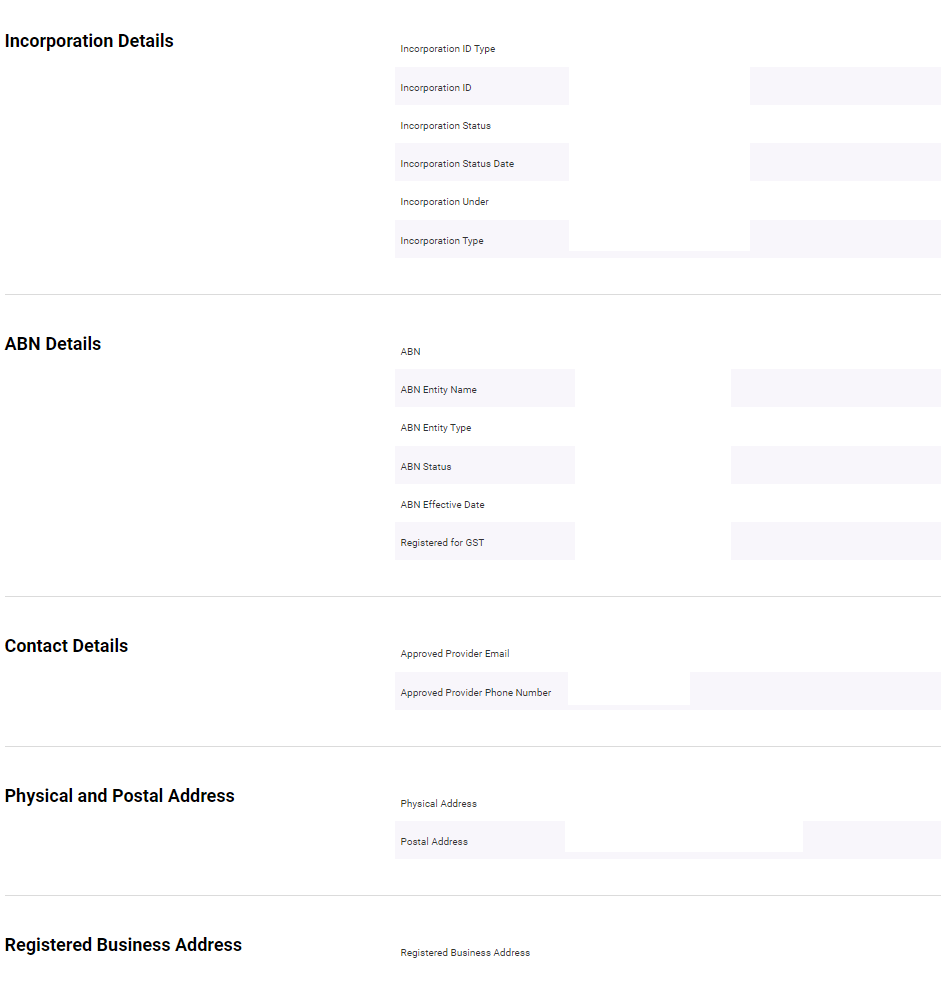 Incorporation Details
Incorporation ID Type
Incorporation ID
Incorporation Status
Incorporation Status Date
Incorporation Under
Incorporation Type
ABN Details
ABN
ABN Entity Name
ABN Entity Type
ABN Status
ABN Effective Date
Registered for GST
Contact Details
Approved Provider Email
Approved Provider Phone Number
Physical and Postal Address
Physical Address
Postal Address
Registered Business Address
Registered Business Address